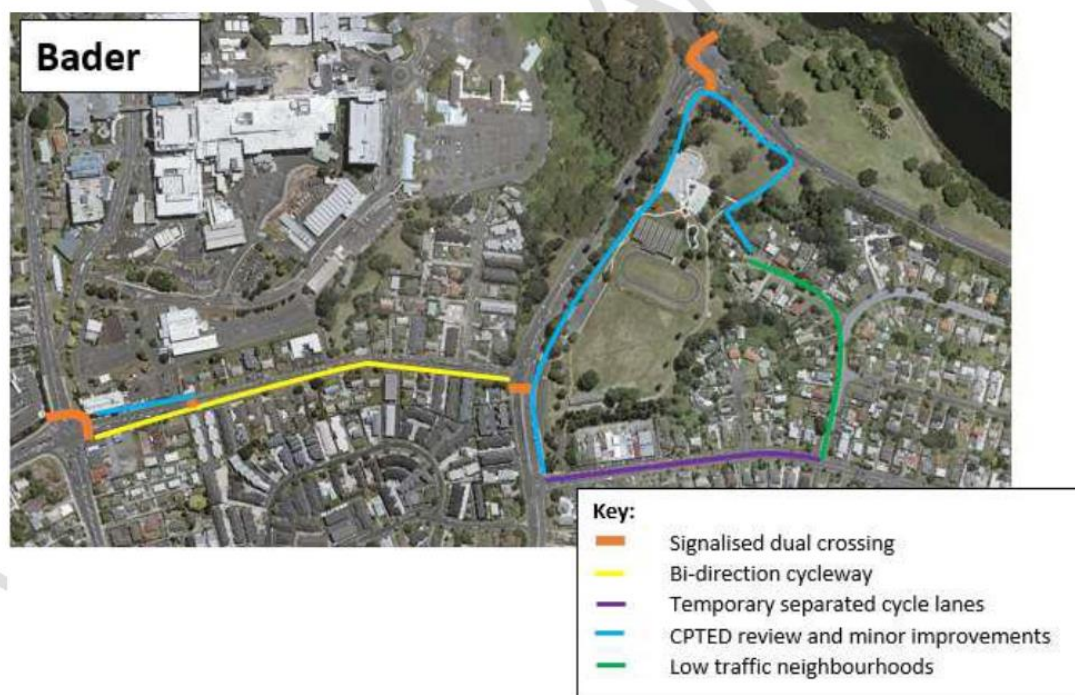 Bader
Key:
Signalised dual crossing
Bi-direction cycleway
Temporary separated cycle lanes
CPTED review and minor improvements
Low traffic neighbourhoods